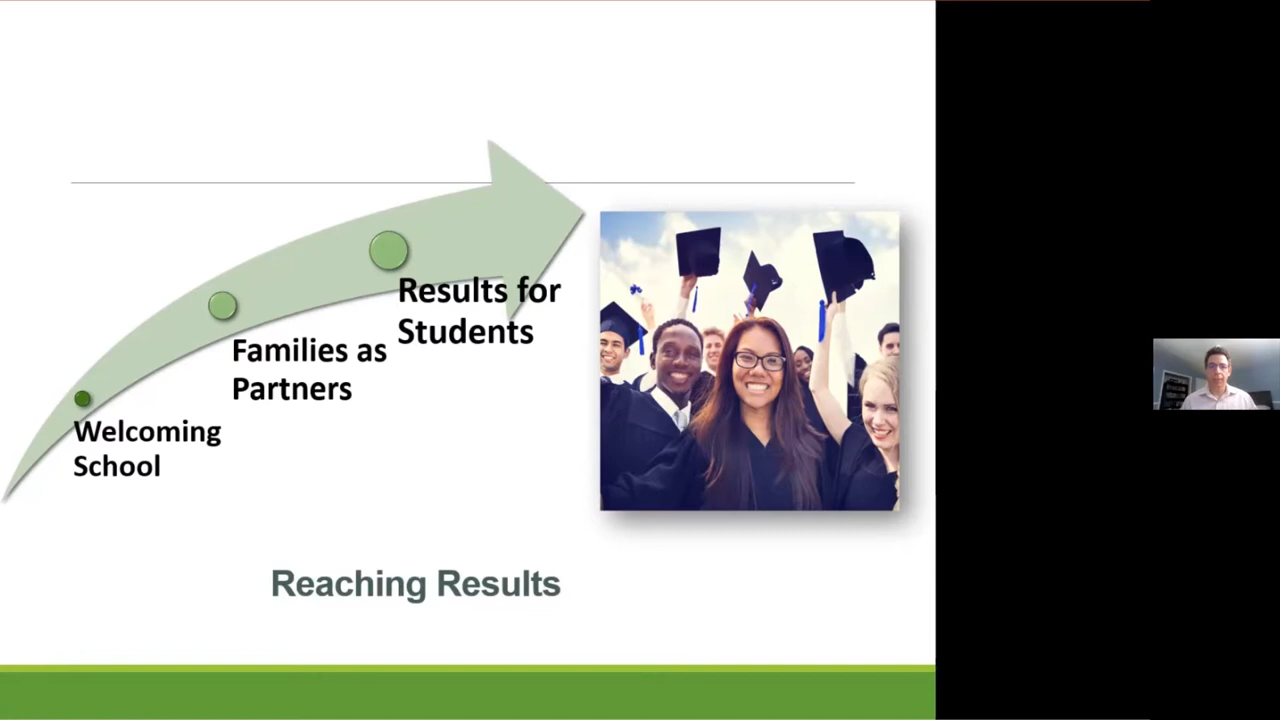 Results for
Students
Families as
Partners
Welcoming
School
Reaching Results